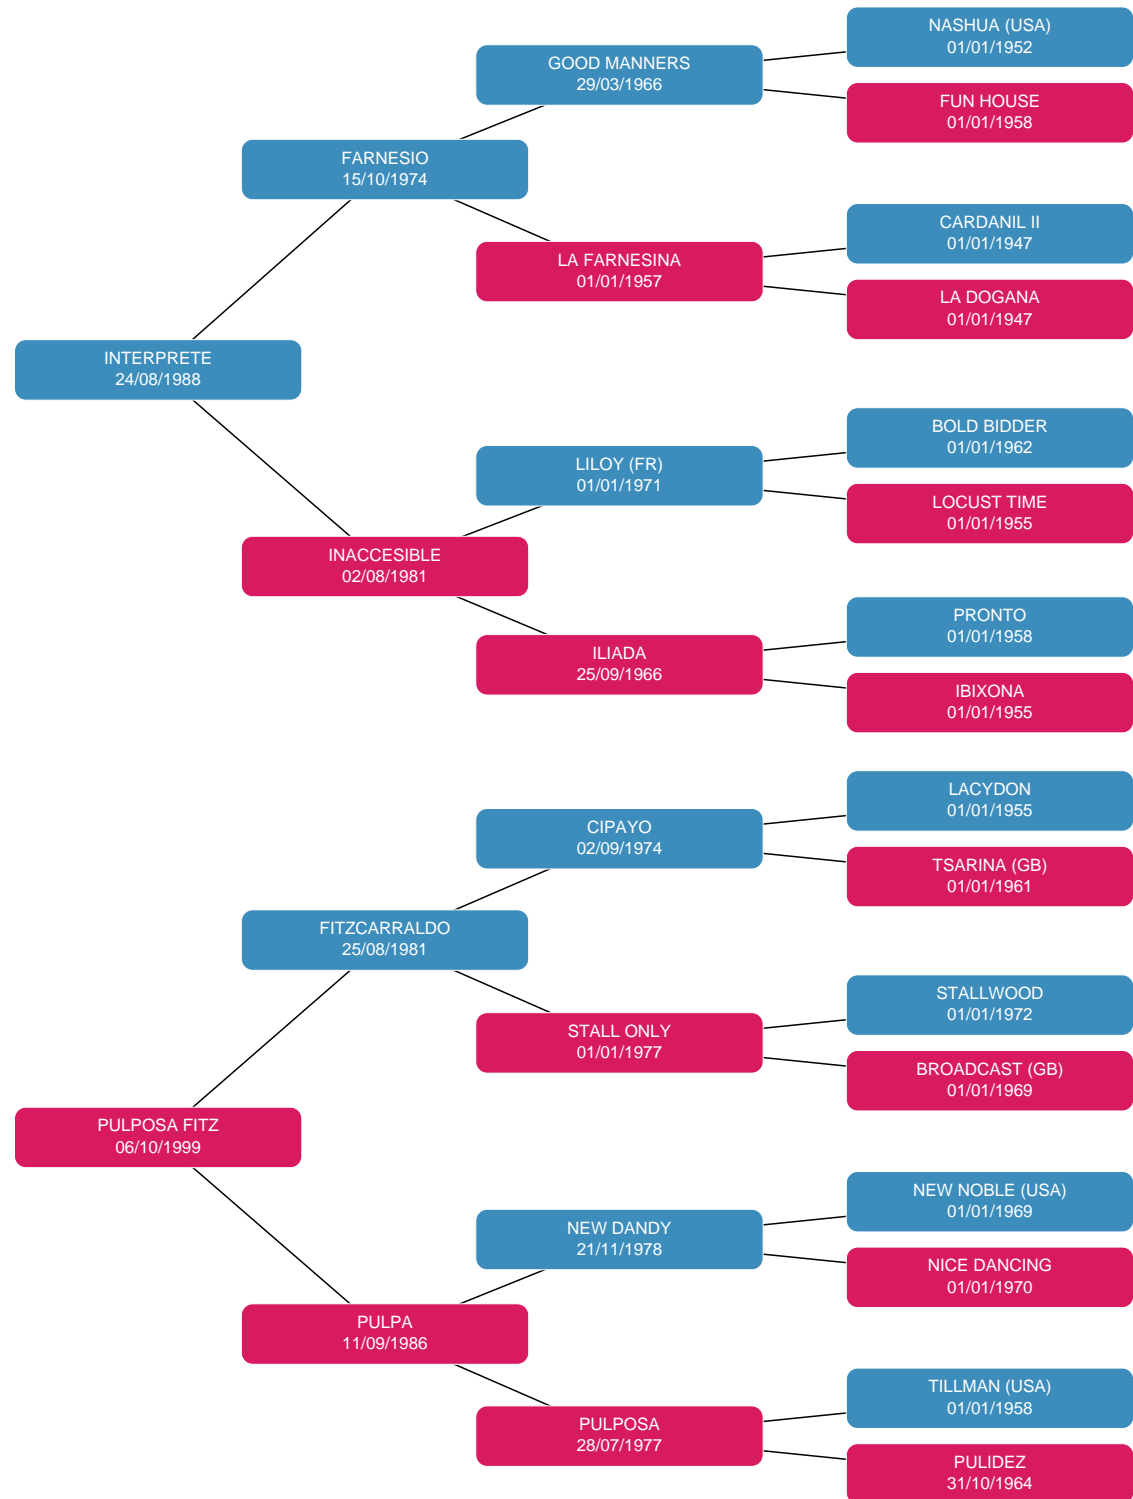 NASHUA (USA)
01/01/1952
GOOD MANNERS
29/03/1966
FUN HOUSE
01/01/1958
FARNESIO
15/10/1974
CARDANIL II
01/01/1947
LA FARNESINA
01/01/1957
LA DOGANA
01/01/1947
INTERPRETE
24/08/1988
BOLD BIDDER
01/01/1962
LILOY (FR)
01/01/1971
LOCUST TIME
01/01/1955
INACCESIBLE
02/08/1981
PRONTO
01/01/1958
ILIADA
25/09/1966
IBIXONA
01/01/1955
LACYDON
01/01/1955
CIPAYO
02/09/1974
TSARINA (GB)
01/01/1961
FITZCARRALDO
25/08/1981
STALLWOOD
01/01/1972
STALL ONLY
01/01/1977
BROADCAST (GB)
01/01/1969
PULPOSA FITZ
06/10/1999
NEW NOBLE (USA)
01/01/1969
NEW DANDY
21/11/1978
NICE DANCING
01/01/1970
PULPA
11/09/1986
TILLMAN (USA)
01/01/1958
PULPOSA
28/07/1977
PULIDEZ
31/10/1964